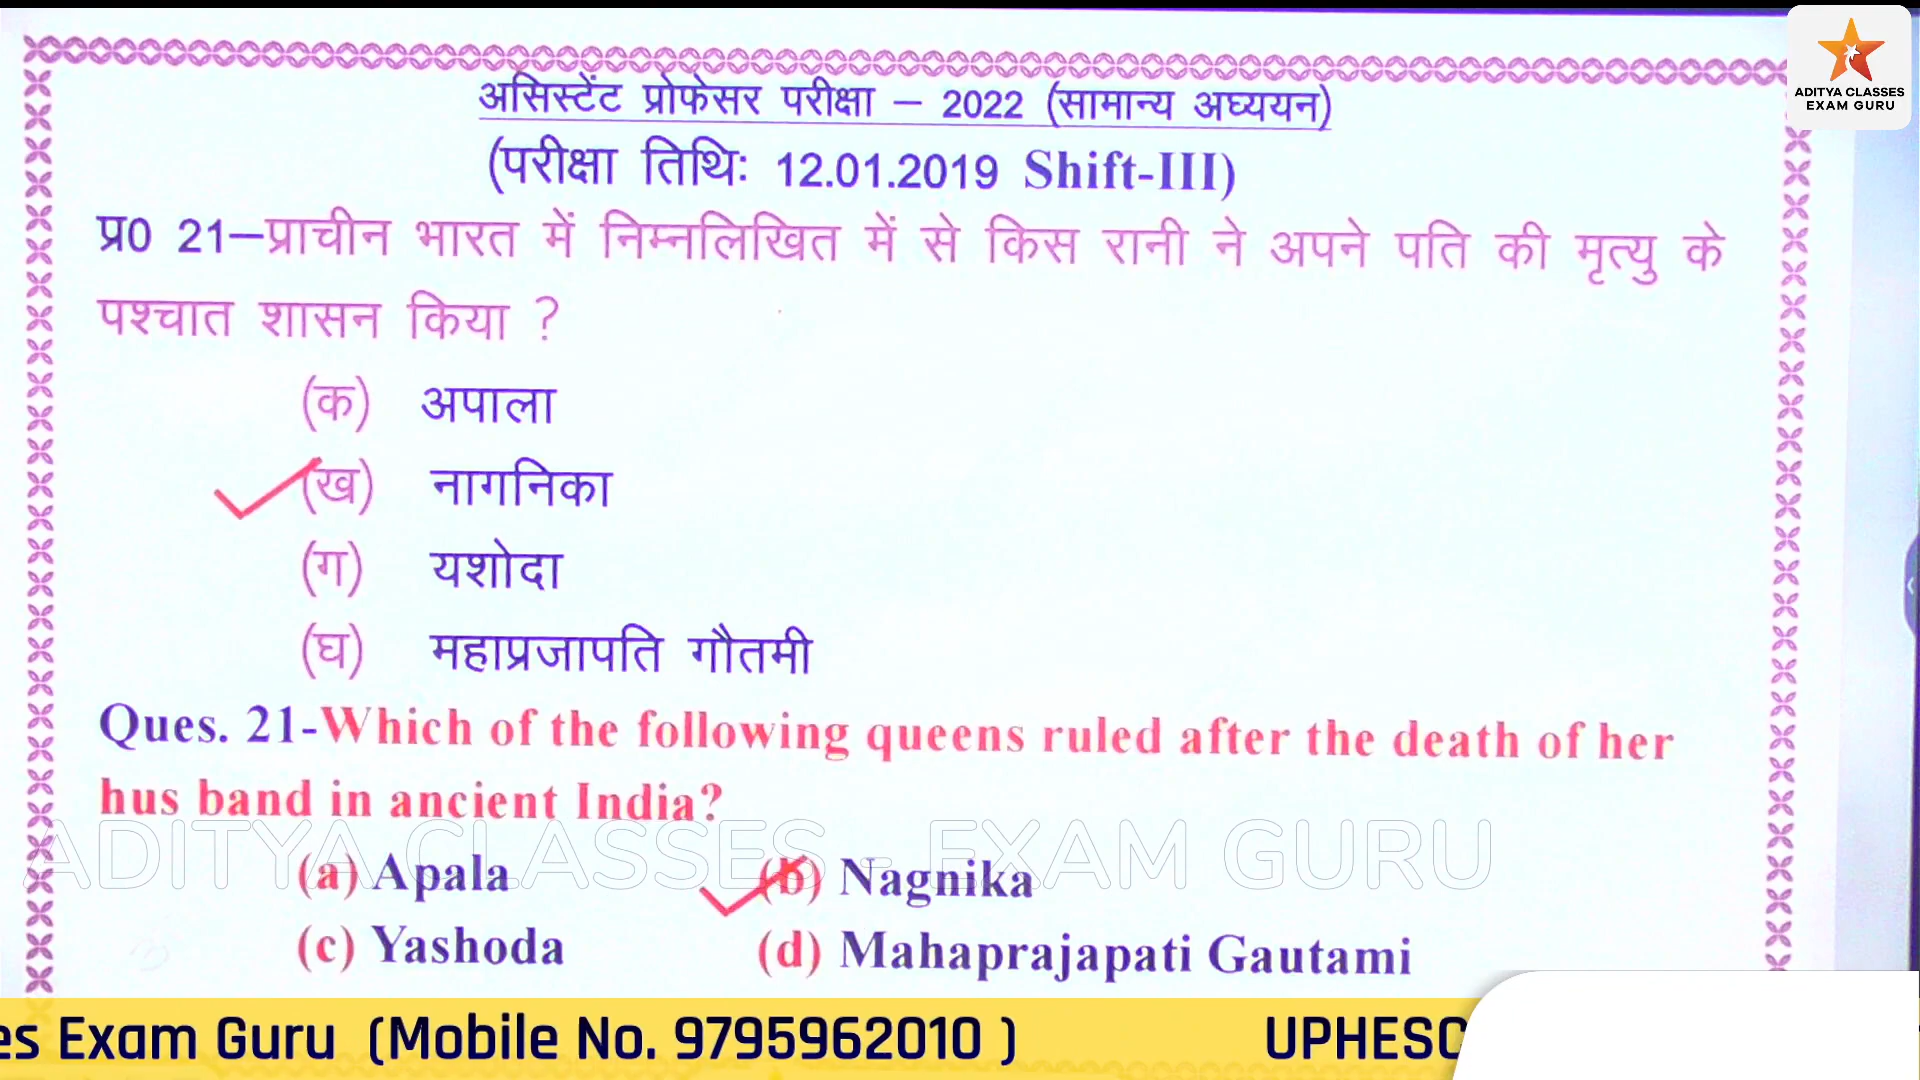 ADITYA CLASSES
EXAM GURU
असिस्टेंट प्रोफेसर परीक्षा – 2022 (सामान्य अघ्ययन)
(परीक्षा तिथिः 12.01.2019 Shift-III)
प्र0 21–प्राचीन भारत में निम्नलिखित में से किस रानी ने अपने पति की मृत्यु के
पश्चात शासन किया ?
(क) अपाला
(ख) नागनिका
(ग) यशोदा
(घ) महाप्रजापति गौतमी
Ques. 21-Which of the following queens ruled after the death of her
hus band in ancient India?
ADITYA CLASSES - EXAM GURU
(a) Apala (b) Nagnika
(c) Yashoda (d) Mahaprajapati Gautami
es Exam Guru (Mobile No. 9795962010 ) UPHESC